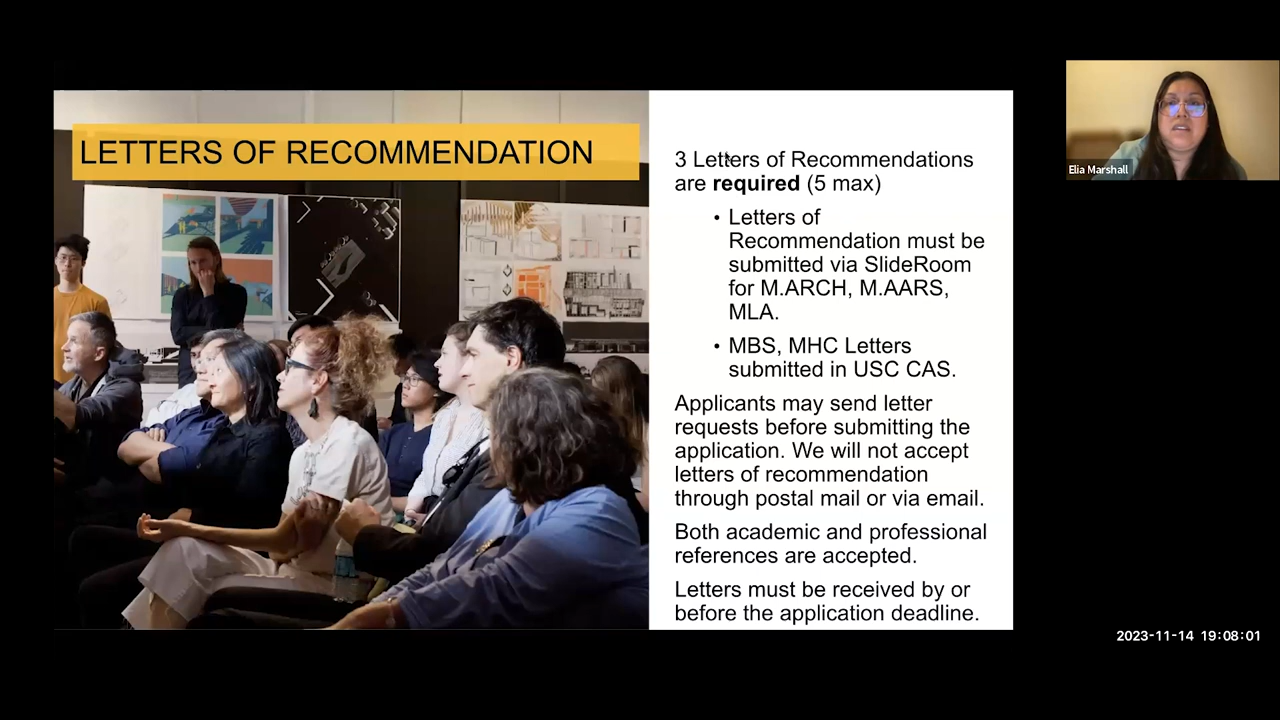 LETTERS OF RECOMMENDATION
3 Letters of Recommendations
are required (5 max)
• Letters of
Recommendation must be
submitted via SlideRoom
for M.ARCH, M.AARS,
MLA.
• MBS, MHC Letters
submitted in USC CAS.
Applicants may send letter
requests before submitting the
application. We will not accept
letters of recommendation
through postal mail or via email.
Both academic and professional
references are accepted.
Letters must be received by or
before the application deadline.
Elia Marshall
2023-11-14 19:08:01